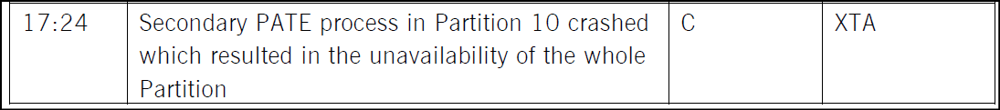 17:24 Secondary PATE process in Partition 10 crashed C XTA
which resulted in the unavailability of the whole
Partition